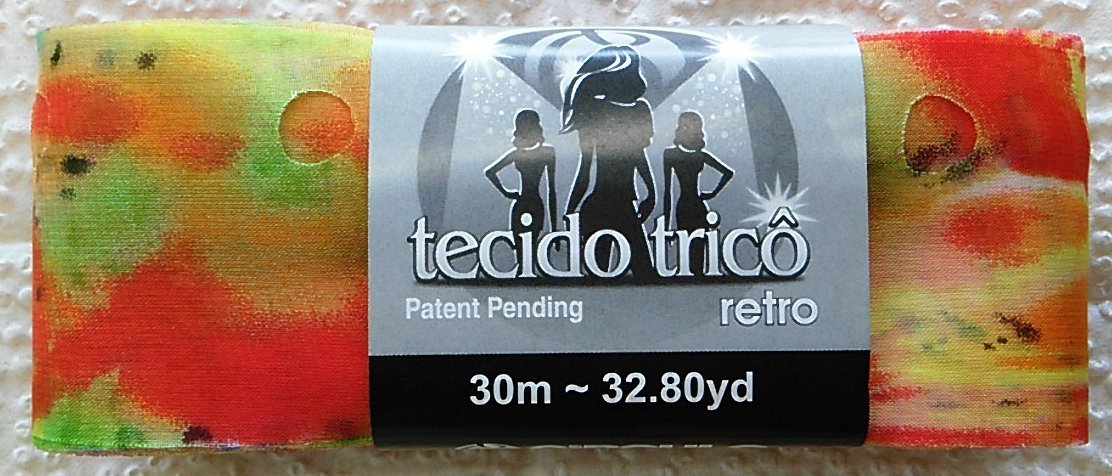 tecido tricô
Patent Pending
retro
30m ~ 32.80yd